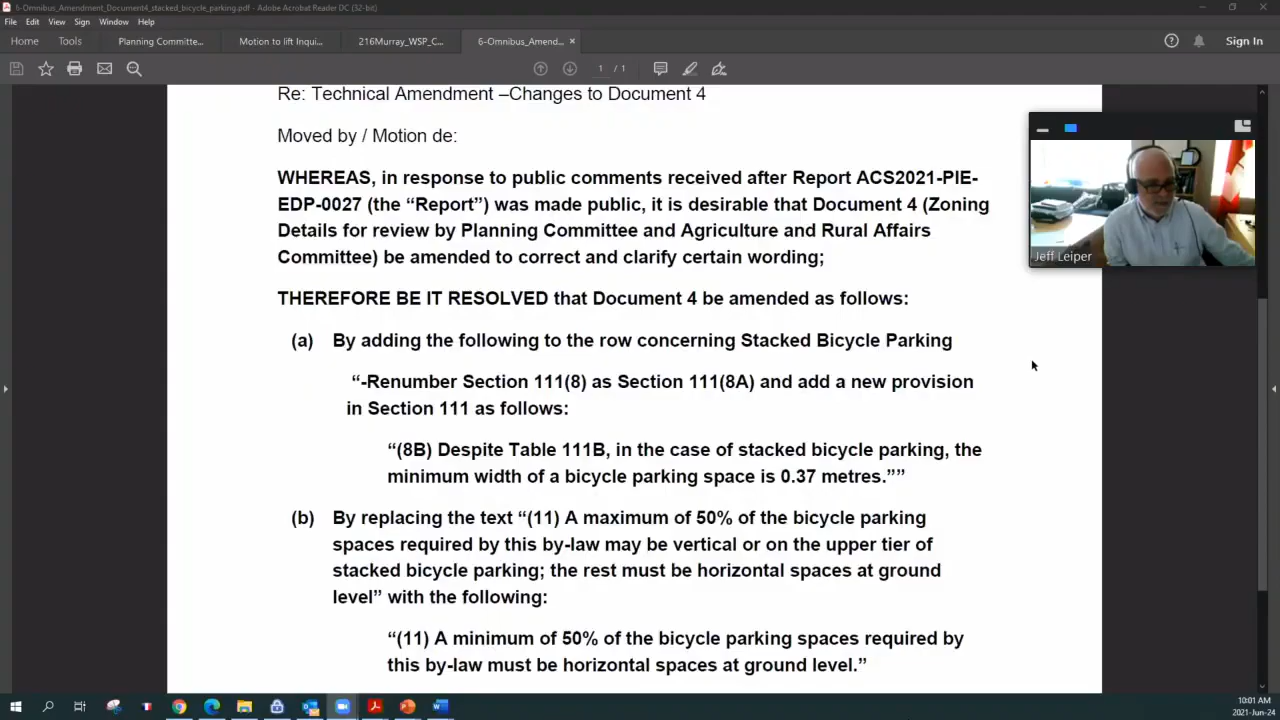 6-Omnibus_Amendment_Document4_stacked_bicycle_parking.pdf - Adobe Acrobat Reader DC (32-bit)
File Edit View Sign Window Help
Home Tools Planning Committe... Motion to lift Inqui... 216Murray_WSP_C... 6-Omnibus_Amend... × Sign In
1 / 1
Re: Technical Amendment –Changes to Document 4
Moved by / Motion de:
WHEREAS, in response to public comments received after Report ACS2021-PIE-
EDP-0027 (the “Report”) was made public, it is desirable that Document 4 (Zoning
Details for review by Planning Committee and Agriculture and Rural Affairs
Committee) be amended to correct and clarify certain wording;
Jeff Leiper
THEREFORE BE IT RESOLVED that Document 4 be amended as follows:
(a) By adding the following to the row concerning Stacked Bicycle Parking
“-Renumber Section 111(8) as Section 111(8A) and add a new provision
in Section 111 as follows:
“(8B) Despite Table 111B, in the case of stacked bicycle parking, the
minimum width of a bicycle parking space is 0.37 metres.””
(b) By replacing the text “(11) A maximum of 50% of the bicycle parking
spaces required by this by-law may be vertical or on the upper tier of
stacked bicycle parking; the rest must be horizontal spaces at ground
level” with the following:
“(11) A minimum of 50% of the bicycle parking spaces required by
this by-law must be horizontal spaces at ground level.”
10:01 AM
2021-Jun-24